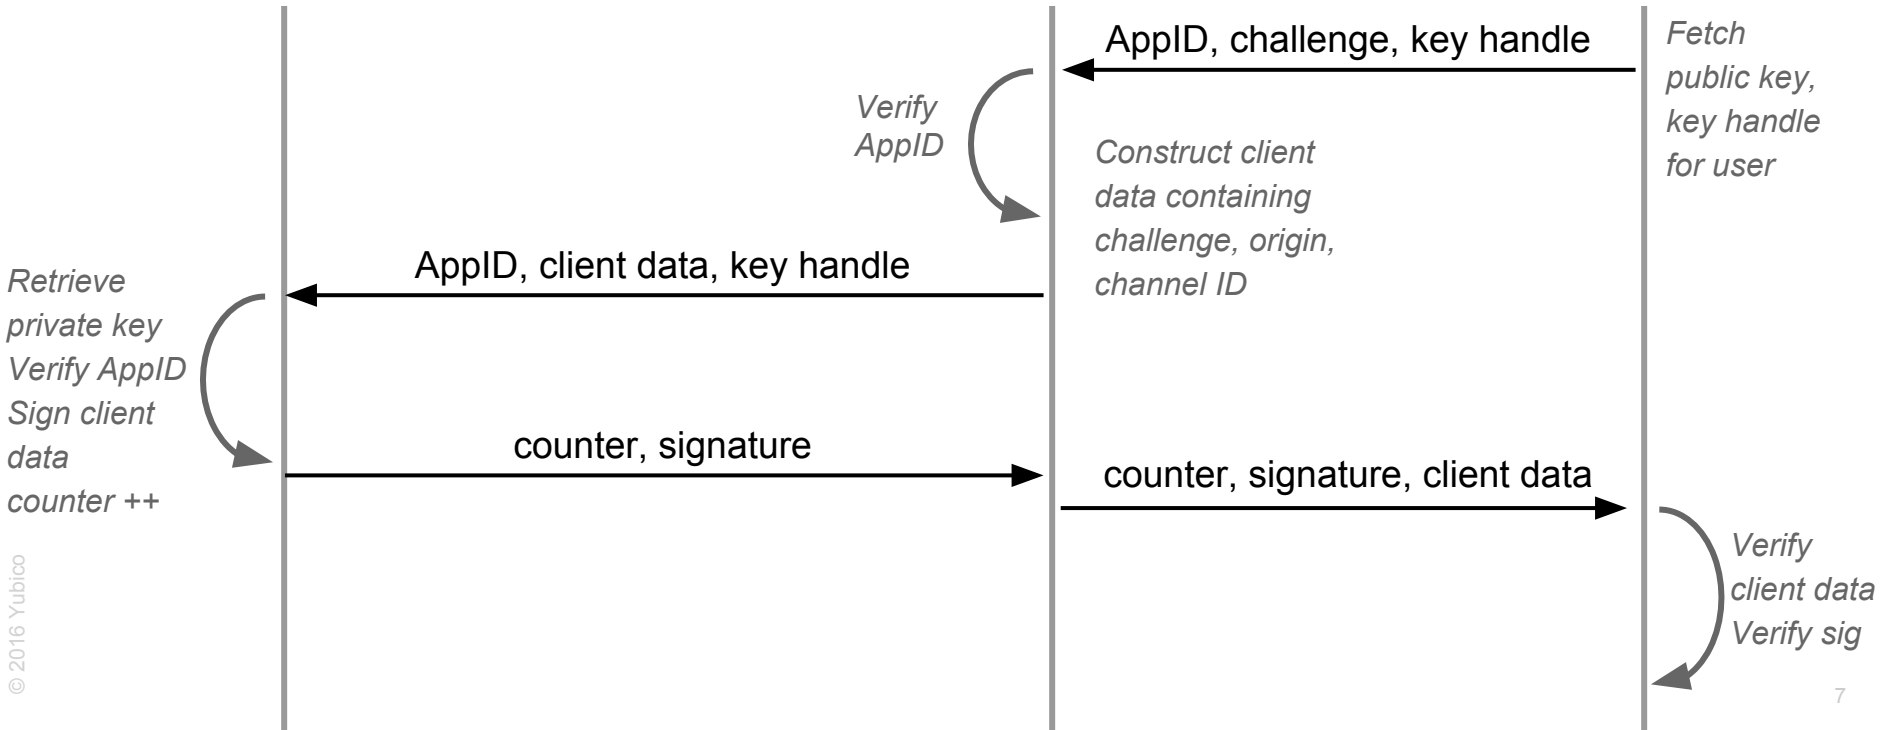 AppID, challenge, key handle
Fetch
public key,
key handle
for user
Verify
AppID
Construct client
data containing
challenge, origin,
channel ID
AppID, client data, key handle
Retrieve
private key
Verify AppID
Sign client
data
counter ++
counter, signature
counter, signature, client data
Verify
client data
Verify sig
© 2016 Yubico
7